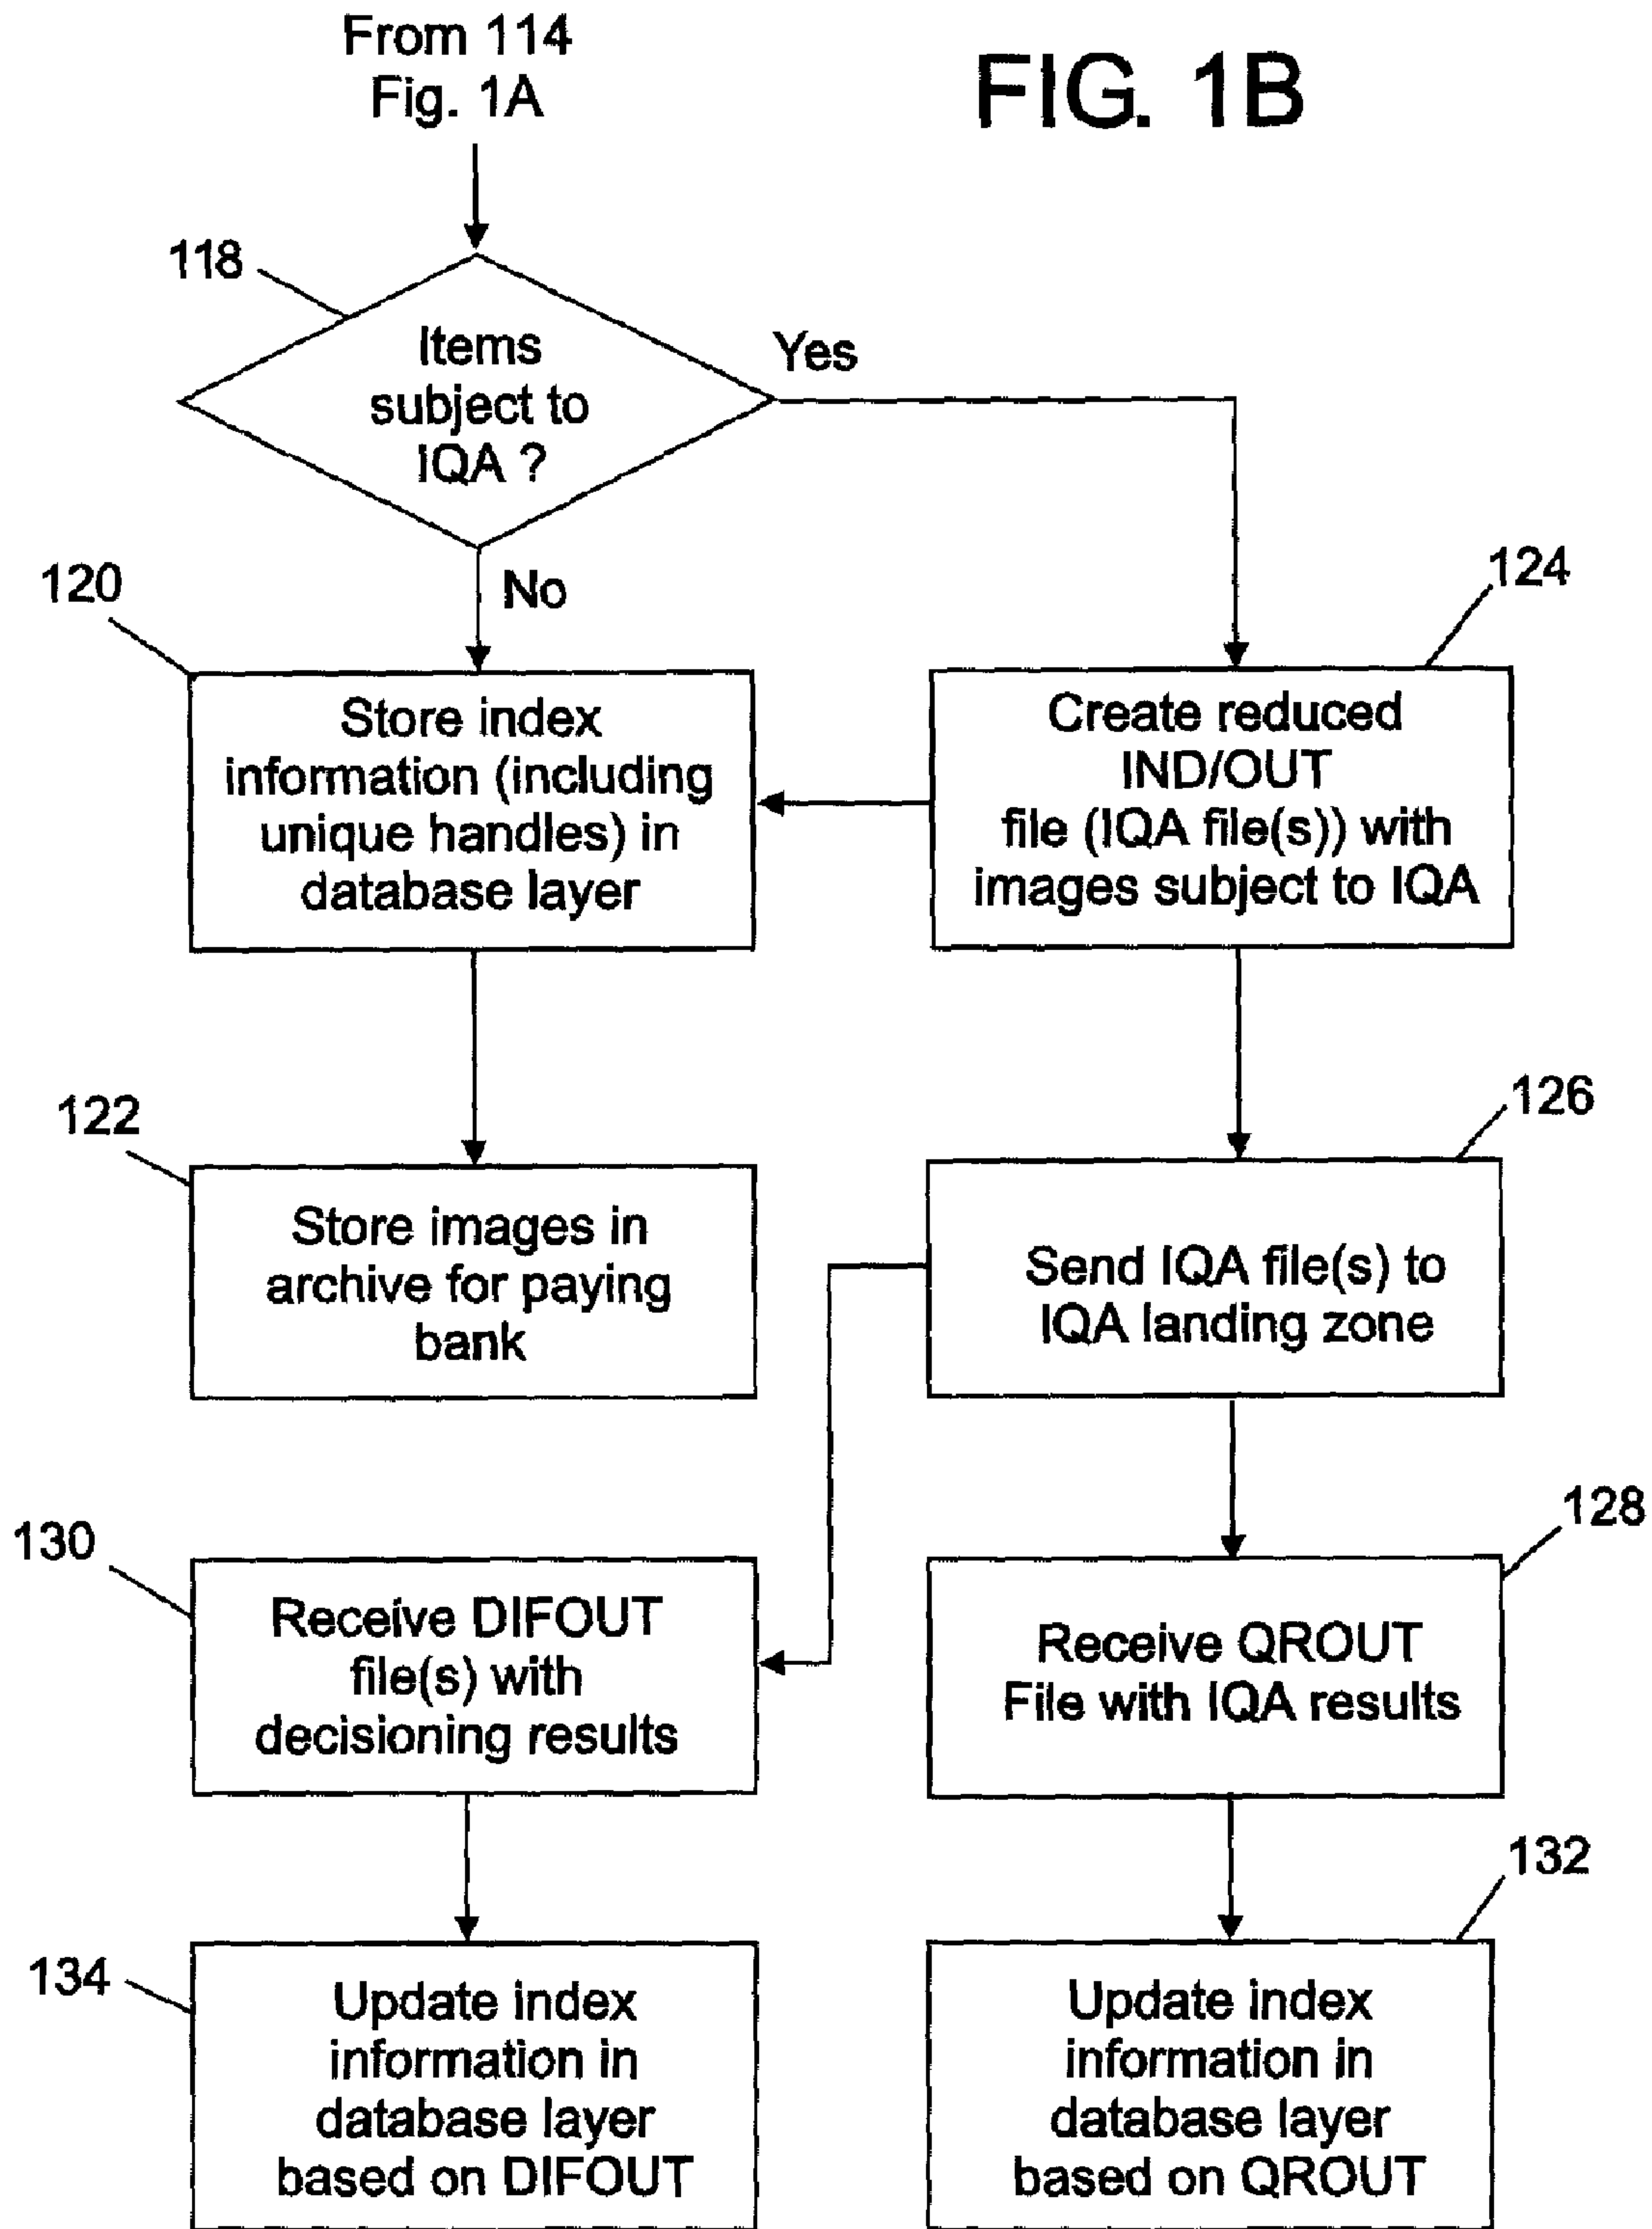 From 114
Fig. 1A
FIG. 1B
118
Items
subject to
IQA ?
Yes
No
120
Store index
information (including
unique handles) in
database layer
124
Create reduced
IND/OUT
file (IQA file(s)) with
images subject to IQA
122
Store images in
archive for paying
bank
126
Send IQA file(s) to
IQA landing zone
130
Receive DIFOUT
file(s) with
decisioning results
128
Receive QROUT
File with IQA results
134
Update index
information in
database layer
based on DIFOUT
132
Update index
information in
database layer
based on QROUT